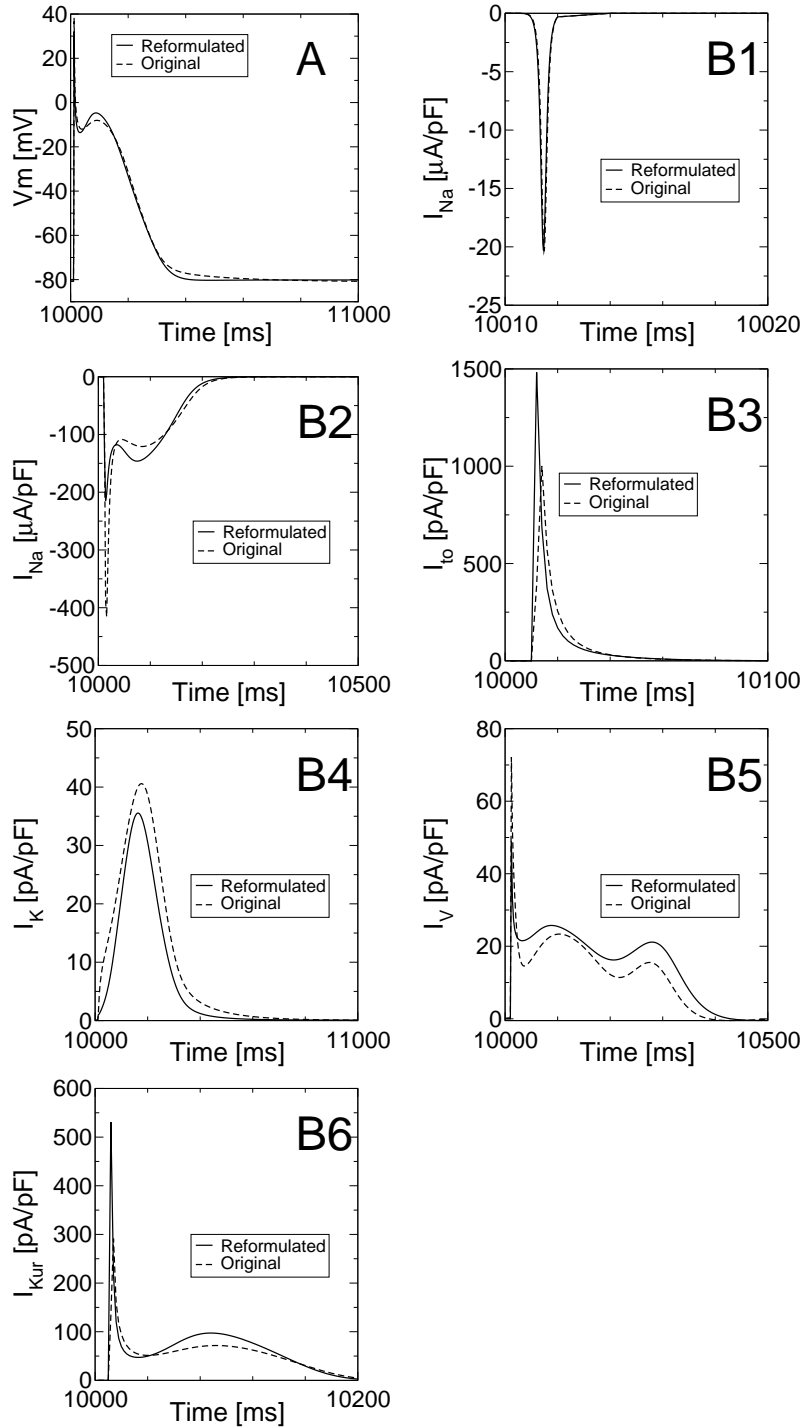 A
40
20
0
-20
-40
-60
-80
Vm [mV]
10000
11000
Time [ms]
Reformulated
Original
B1
0
-5
-10
-15
-20
-25
I_Na [μA/pF]
10010
10020
Time [ms]
Reformulated
Original
B2
0
-100
-200
-300
-400
-500
I_Na [μA/pF]
10000
10500
Time [ms]
Reformulated
Original
B3
1500
1000
500
0
I_to [pA/pF]
10000
10100
Time [ms]
Reformulated
Original
B4
50
40
30
20
10
0
I_K [pA/pF]
10000
11000
Time [ms]
Reformulated
Original
B5
80
60
40
20
0
I_V [pA/pF]
10000
10500
Time [ms]
Reformulated
Original
B6
600
500
400
300
200
100
0
I_Kur [pA/pF]
10000
10200
Time [ms]
Reformulated
Original